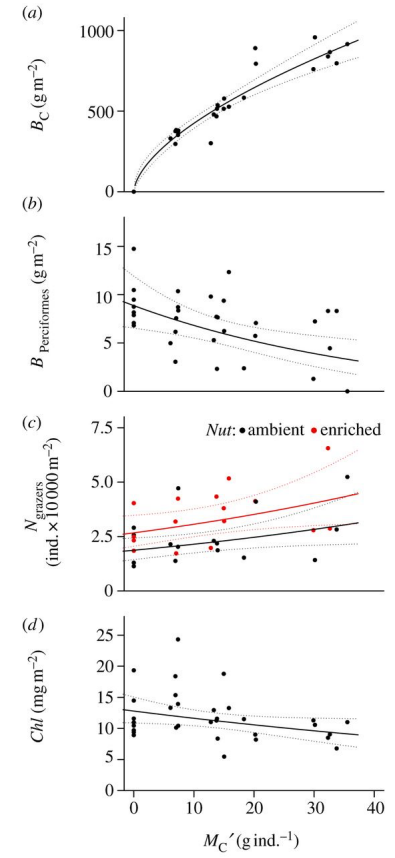 (a)
1000
500
0
B_C (g m⁻²)
(b)
15
10
5
0
B_Perciformes (g m⁻²)
(c)
Nut: ● ambient ● enriched
7.5
5.0
2.5
0
N_grazers
(ind. × 10 000 m⁻²)
(d)
25
20
15
10
5
0
Chl (mg m⁻²)
0 10 20 30 40
M_C′ (g ind.⁻¹)